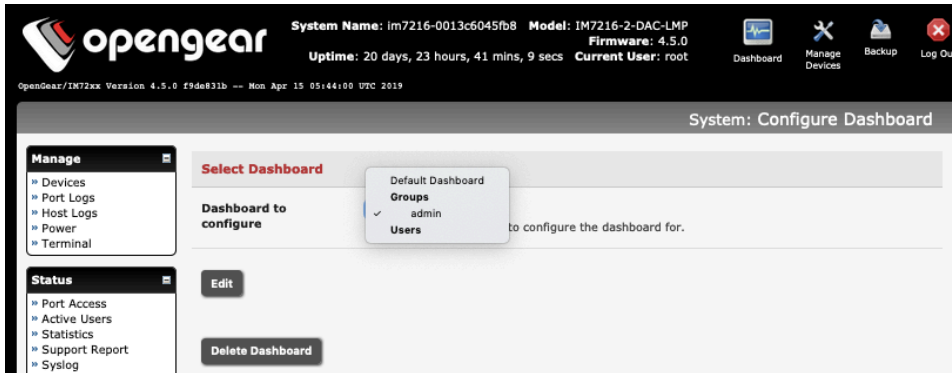 opengear
System Name: im7216-0013c6045fb8 Model: IM7216-2-DAC-LMP
Firmware: 4.5.0
Uptime: 20 days, 23 hours, 41 mins, 9 secs Current User: root
Dashboard
Manage
Devices
Backup
Log Ou
OpenGear/IM72xx Version 4.5.0 f9de831b -- Mon Apr 15 05:44:00 UTC 2019
System: Configure Dashboard
Manage
» Devices
» Port Logs
» Host Logs
» Power
» Terminal
Status
» Port Access
» Active Users
» Statistics
» Support Report
» Syslog
Select Dashboard
Dashboard to
configure
Default Dashboard
Groups
✓ admin
Users
to configure the dashboard for.
Edit
Delete Dashboard